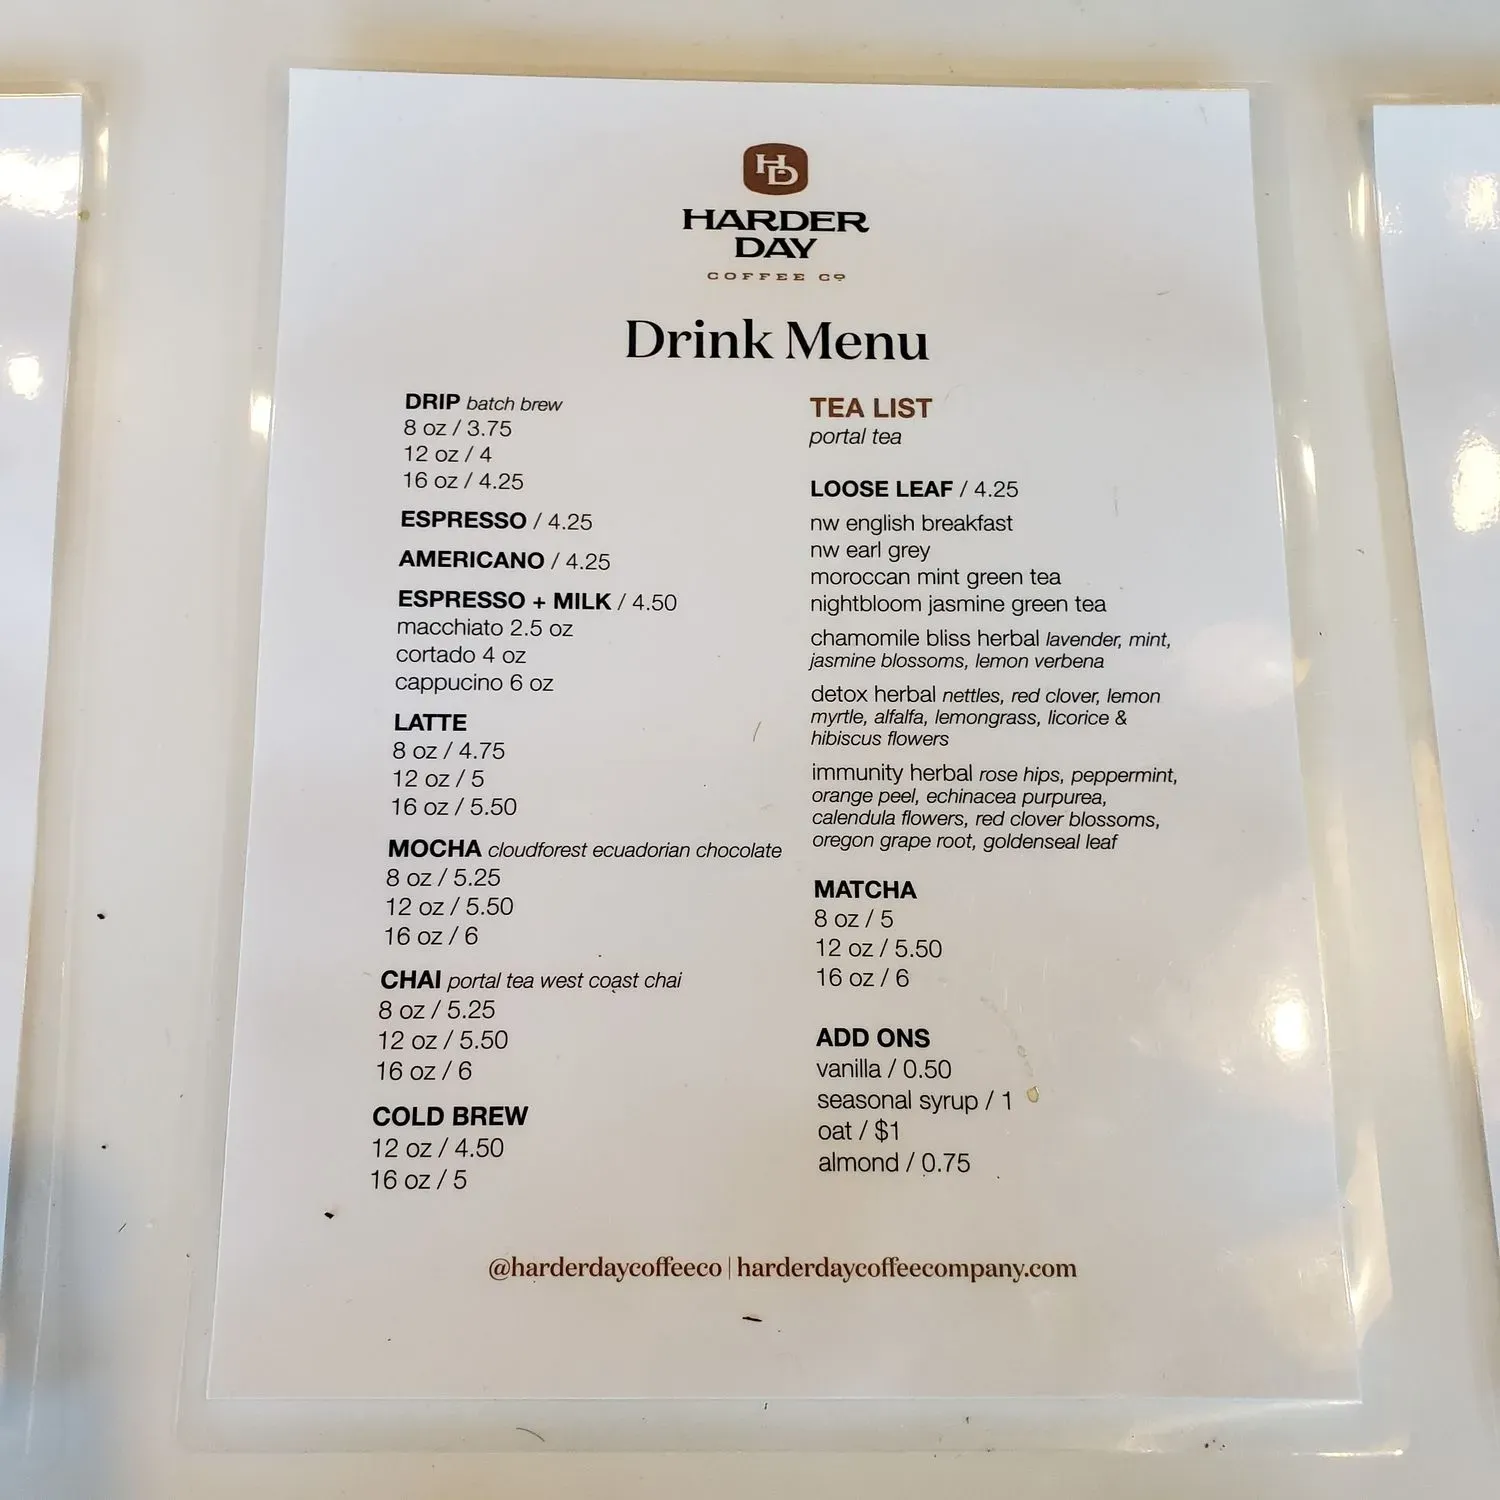 HD
HARDER
DAY
COFFEE Co
Drink Menu
DRIP batch brew
8 oz / 3.75
12 oz / 4
16 oz / 4.25
ESPRESSO / 4.25
AMERICANO / 4.25
ESPRESSO + MILK / 4.50
macchiato 2.5 oz
cortado 4 oz
cappucino 6 oz
LATTE
8 oz / 4.75
12 oz / 5
16 oz / 5.50
MOCHA cloudforest ecuadorian chocolate
8 oz / 5.25
12 oz / 5.50
16 oz / 6
CHAI portal tea west coast chai
8 oz / 5.25
12 oz / 5.50
16 oz / 6
COLD BREW
12 oz / 4.50
16 oz / 5
TEA LIST
portal tea
LOOSE LEAF / 4.25
nw english breakfast
nw earl grey
moroccan mint green tea
nightbloom jasmine green tea
chamomile bliss herbal lavender, mint,
jasmine blossoms, lemon verbena
detox herbal nettles, red clover, lemon
myrtle, alfalfa, lemongrass, licorice &
hibiscus flowers
immunity herbal rose hips, peppermint,
orange peel, echinacea purpurea,
calendula flowers, red clover blossoms,
oregon grape root, goldenseal leaf
MATCHA
8 oz / 5
12 oz / 5.50
16 oz / 6
ADD ONS
vanilla / 0.50
seasonal syrup / 1
oat / $1
almond / 0.75
@harderdaycoffeeco | harderdaycoffeecompany.com